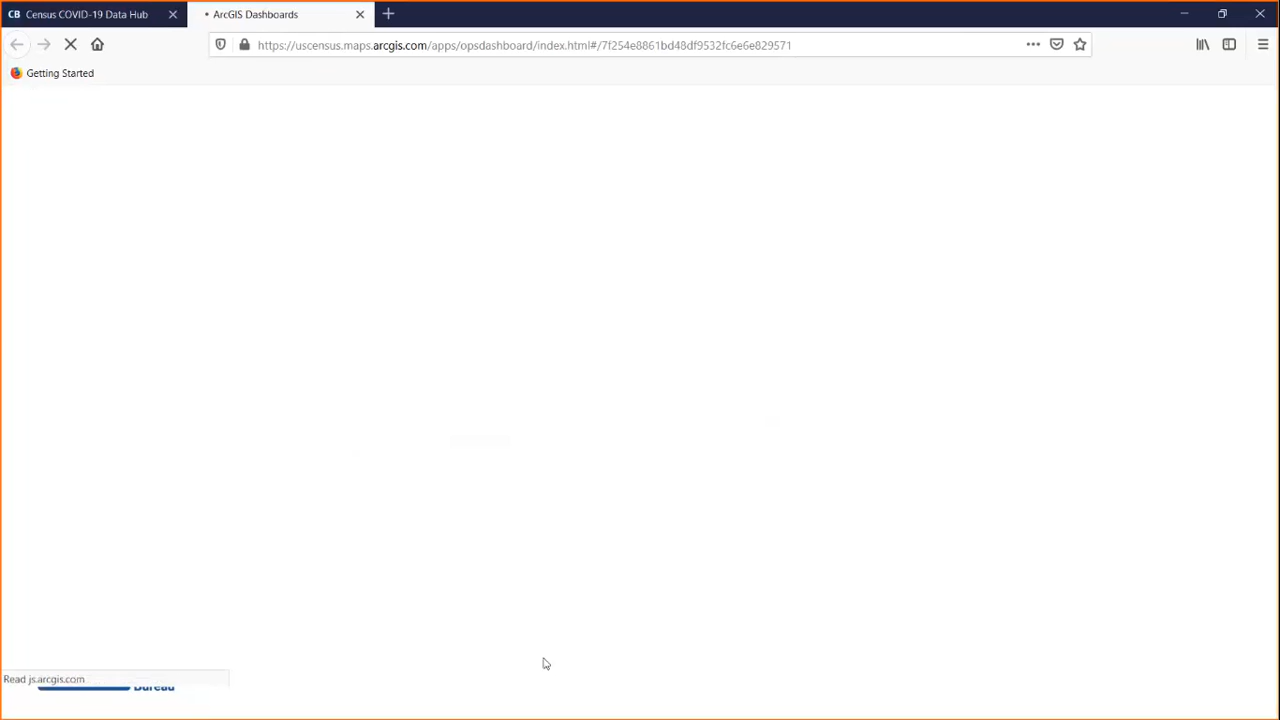 CB Census COVID-19 Data Hub
ArcGIS Dashboards
https://uscensus.maps.arcgis.com/apps/opsdashboard/index.html#/7f254e8861bd48df9532fc6e6e829571
Getting Started
Read js.arcgis.com
Bureau